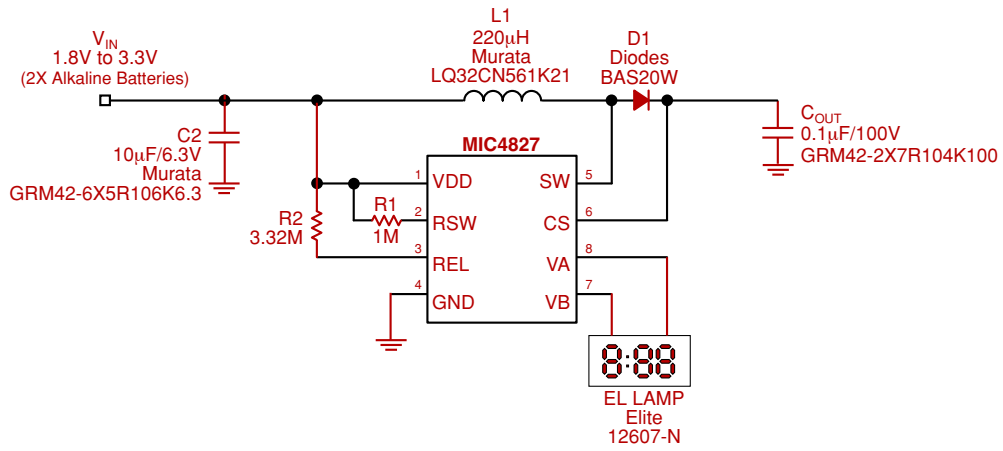 V_IN
1.8V to 3.3V
(2X Alkaline Batteries)
L1
220µH
Murata
LQ32CN561K21
D1
Diodes
BAS20W
C2
10µF/6.3V
Murata
GRM42-6X5R106K6.3
C_OUT
0.1µF/100V
GRM42-2X7R104K100
MIC4827
1
VDD
SW
5
R1
1M
2
RSW
CS
6
R2
3.32M
3
REL
VA
8
4
GND
VB
7
8:88
EL LAMP
Elite
12607-N